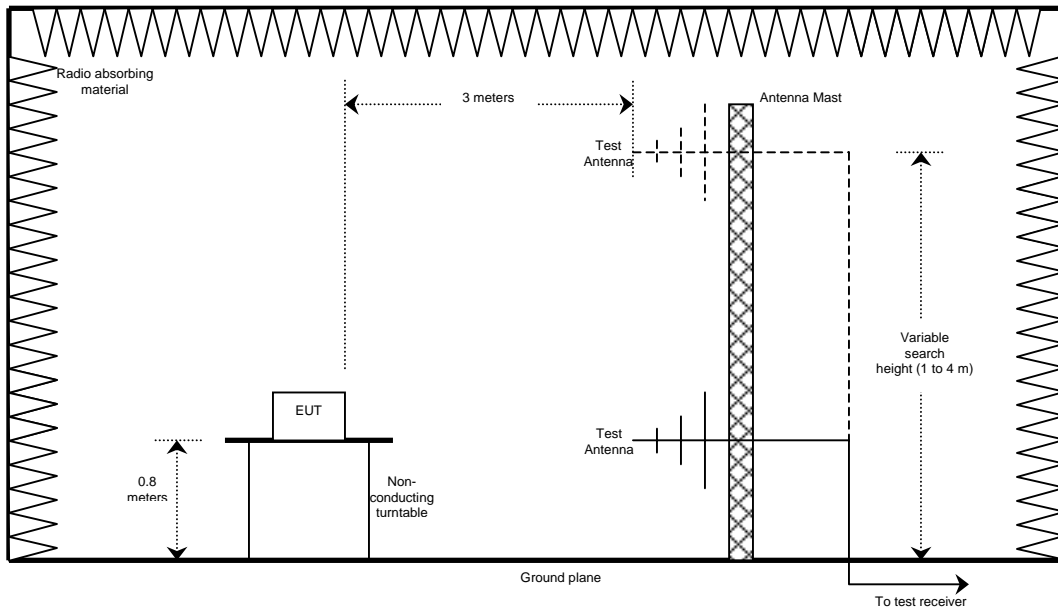 Radio absorbing
material
3 meters
Antenna Mast
Test
Antenna
Variable
search
height (1 to 4 m)
EUT
Test
Antenna
0.8
meters
Non-
conducting
turntable
Ground plane
To test receiver